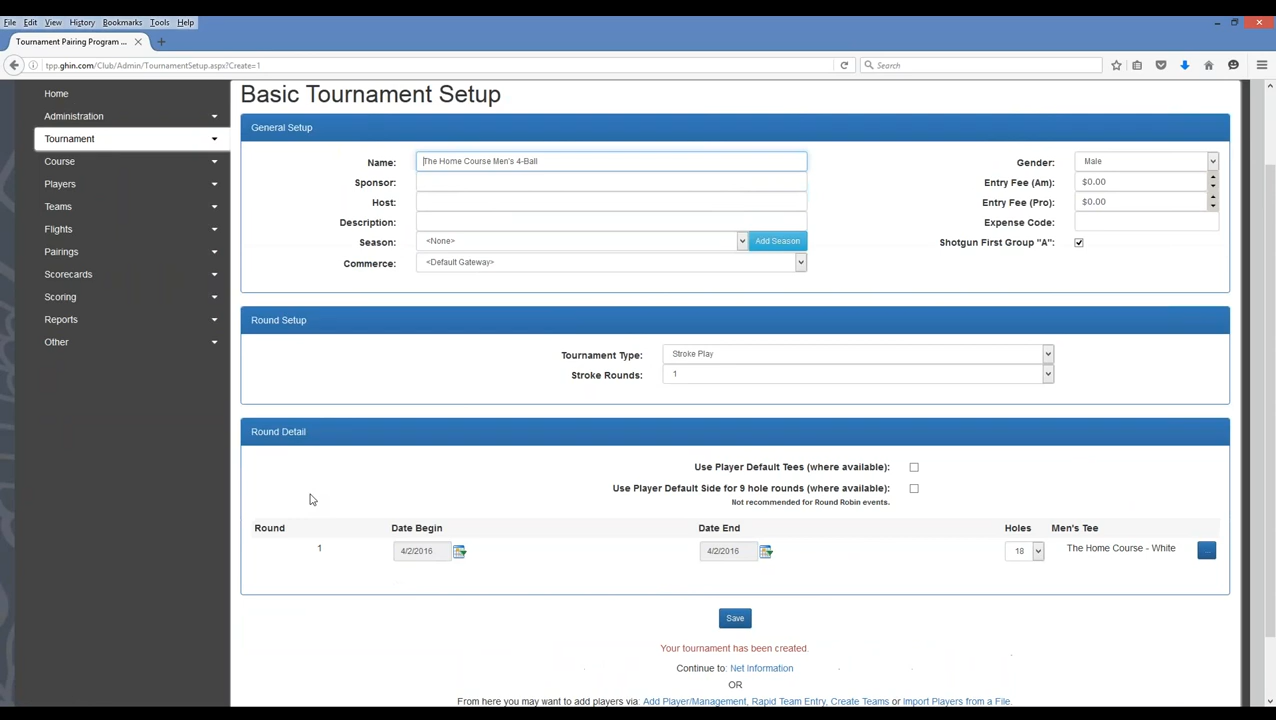 File Edit View History Bookmarks Tools Help
Tournament Pairing Program ...
tpp.ghin.com/Club/Admin/TournamentSetup.aspx?Create=1
Search
Home
Administration
Tournament
Course
Players
Teams
Flights
Pairings
Scorecards
Scoring
Reports
Other
Basic Tournament Setup
General Setup
Name: The Home Course Men's 4-Ball
Gender: Male
Sponsor:
Entry Fee (Am): $0.00
Host:
Entry Fee (Pro): $0.00
Description:
Expense Code:
Season: <None> Add Season
Shotgun First Group "A":
Commerce: <Default Gateway>
Round Setup
Tournament Type: Stroke Play
Stroke Rounds: 1
Round Detail
Use Player Default Tees (where available):
Use Player Default Side for 9 hole rounds (where available):
Not recommended for Round Robin events.
Round Date Begin Date End Holes Men's Tee
1 4/2/2016 4/2/2016 18 The Home Course - White ...
Save
Your tournament has been created.
Continue to: Net Information
OR
From here you may want to add players via: Add Player/Management, Rapid Team Entry, Create Teams or Import Players from a File.